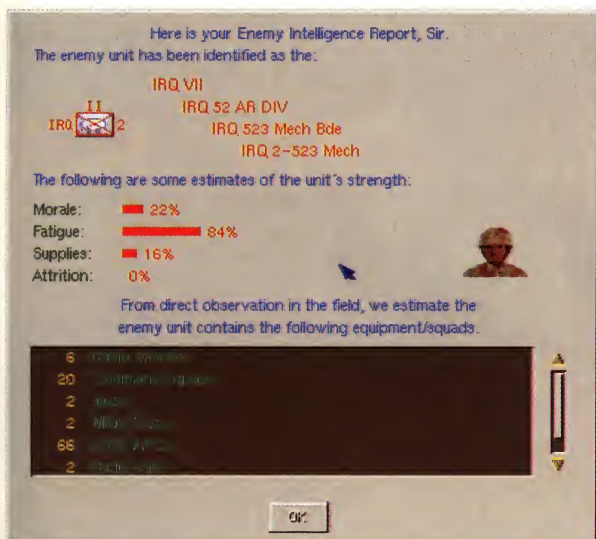 Here is your Enemy Intelligence Report, Sir.
The enemy unit has been identified as the:
IRQ VII
II
IRQ 52 AR DIV
IRQ 2
IRQ 523 Mech Bde
IRQ 2-523 Mech
The following are some estimates of the unit's strength:
Morale: 22%
Fatigue: 84%
Supplies: 16%
Attrition: 0%
From direct observation in the field, we estimate the
enemy unit contains the following equipment/squads.
6
20
2
2
66
2
OK